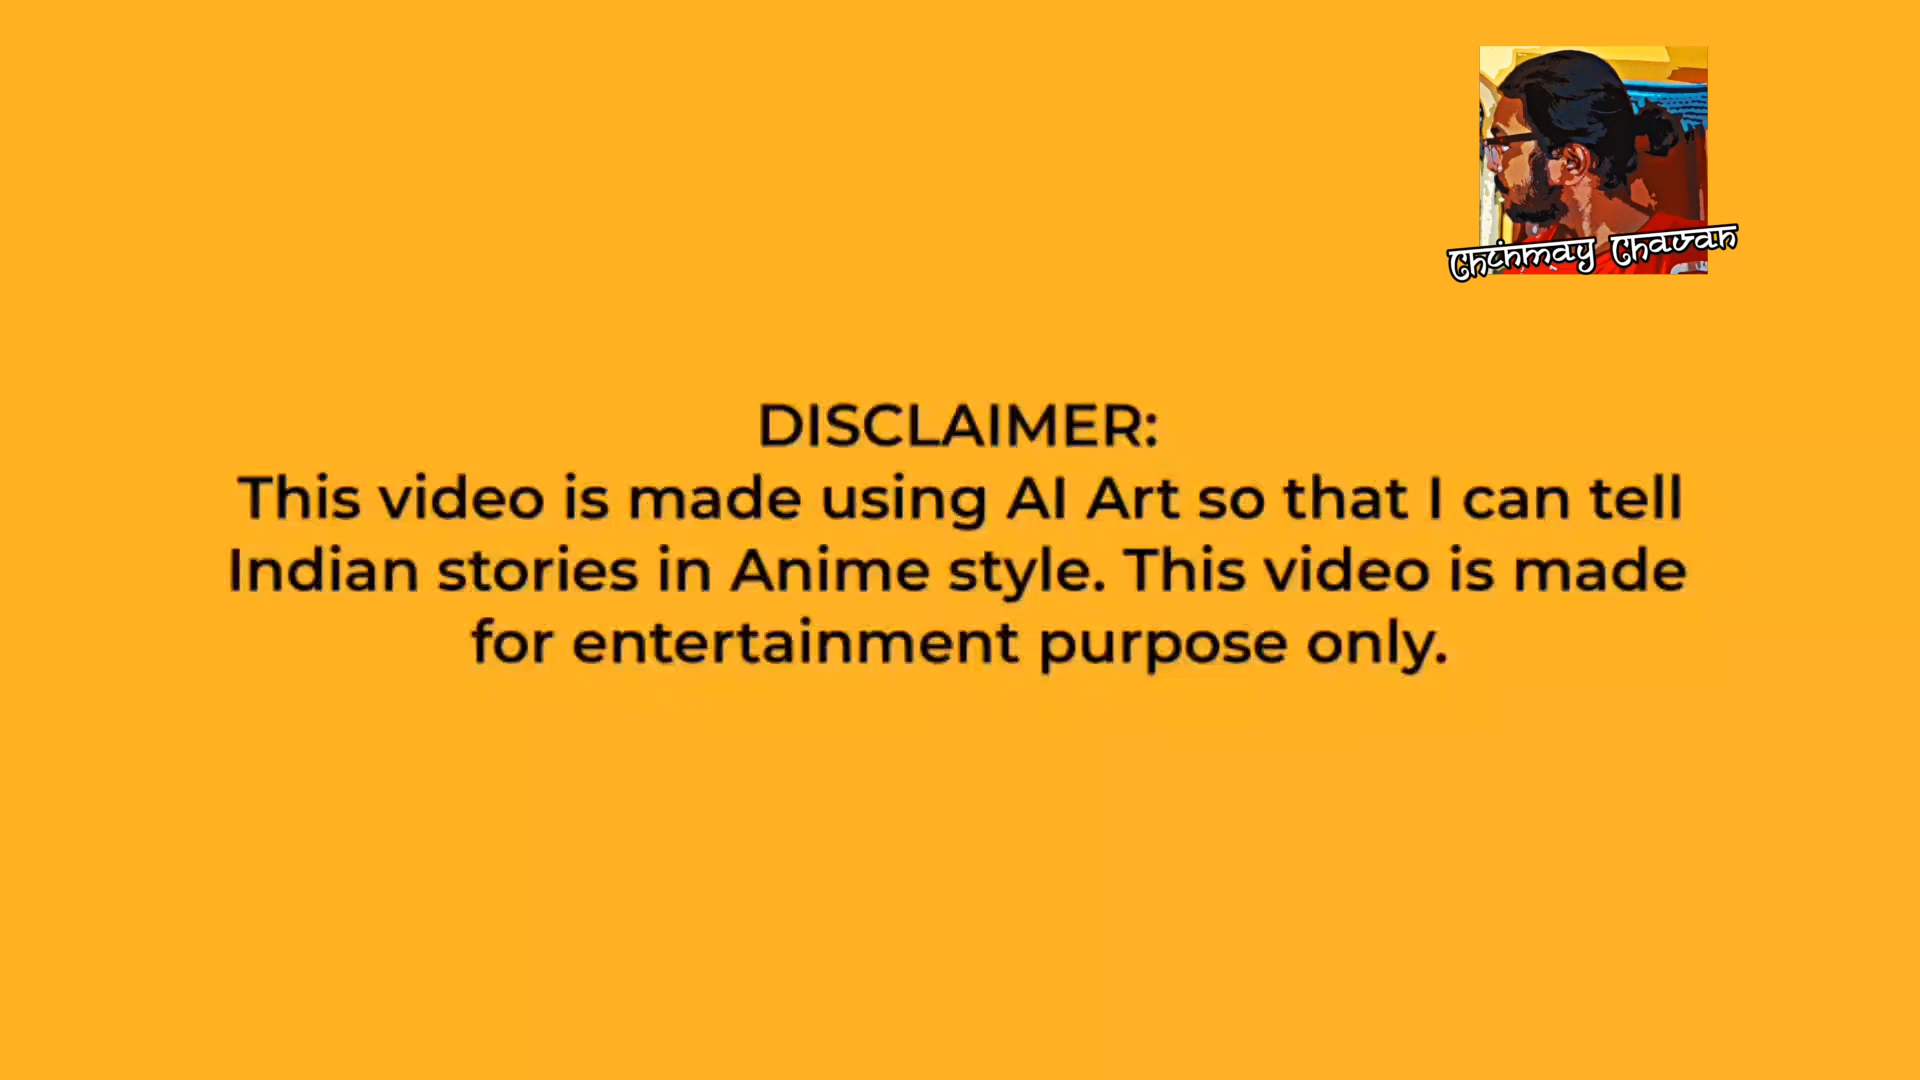 Chinmay Chavan
DISCLAIMER:
This video is made using AI Art so that I can tell
Indian stories in Anime style. This video is made
for entertainment purpose only.